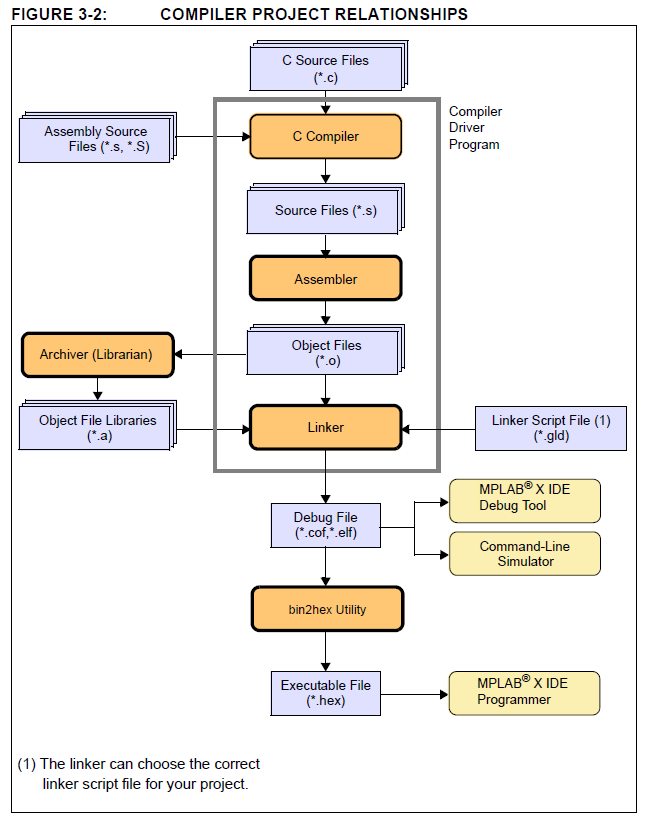 FIGURE 3-2: COMPILER PROJECT RELATIONSHIPS
C Source Files
(*.c)
Compiler
Driver
Program
Assembly Source
Files (*.s, *.S)
C Compiler
Source Files (*.s)
Assembler
Archiver (Librarian)
Object Files
(*.o)
Object File Libraries
(*.a)
Linker
Linker Script File (1)
(*.gld)
Debug File
(*.cof,*.elf)
MPLAB® X IDE
Debug Tool
Command-Line
Simulator
bin2hex Utility
Executable File
(*.hex)
MPLAB® X IDE
Programmer
(1) The linker can choose the correct
linker script file for your project.